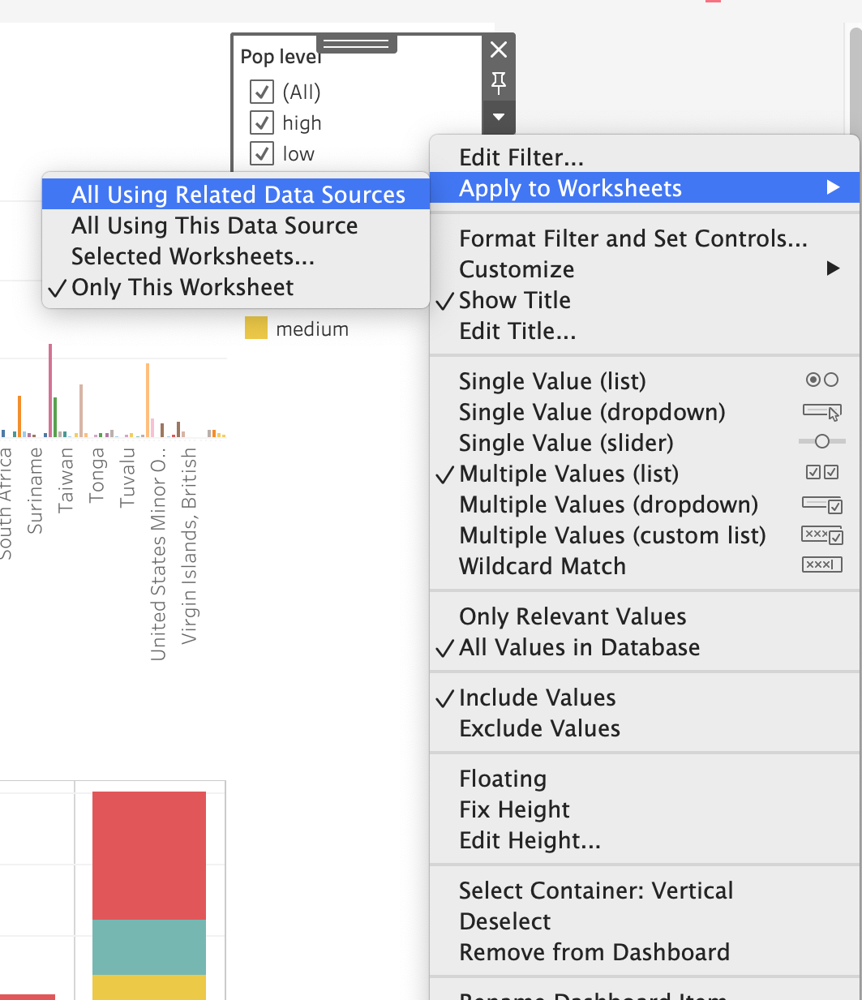 Pop level
(All)
high
low
All Using Related Data Sources
All Using This Data Source
Selected Worksheets...
Only This Worksheet
medium
South Africa
Suriname
Taiwan
Tonga
Tuvalu
United States Minor O..
Virgin Islands, British
Edit Filter...
Apply to Worksheets
Format Filter and Set Controls...
Customize
Show Title
Edit Title...
Single Value (list)
Single Value (dropdown)
Single Value (slider)
Multiple Values (list)
Multiple Values (dropdown)
Multiple Values (custom list)
Wildcard Match
Only Relevant Values
All Values in Database
Include Values
Exclude Values
Floating
Fix Height
Edit Height...
Select Container: Vertical
Deselect
Remove from Dashboard
Rename Dashboard Item